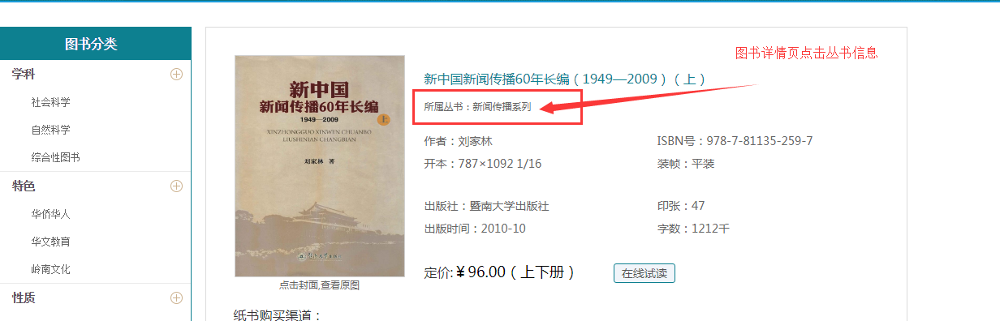 图书分类
学科
社会科学
自然科学
综合性图书
特色
华侨华人
华文教育
岭南文化
性质
新中国
新闻传播60年长编
上
1949—2009
XINZHONGGUO XINWEN CHUANBO
LIUSHINIAN CHANGBIAN
刘家林 著
暨南大学出版社
点击封面,查看原图
图书详情页点击丛书信息
新中国新闻传播60年长编（1949—2009）（上）
所属丛书：新闻传播系列
作者：刘家林
ISBN号：978-7-81135-259-7
开本：787×1092 1/16
装帧：平装
出版社：暨南大学出版社
印张：47
出版时间：2010-10
字数：1212千
定价:￥96.00（上下册）
在线试读
纸书购买渠道：